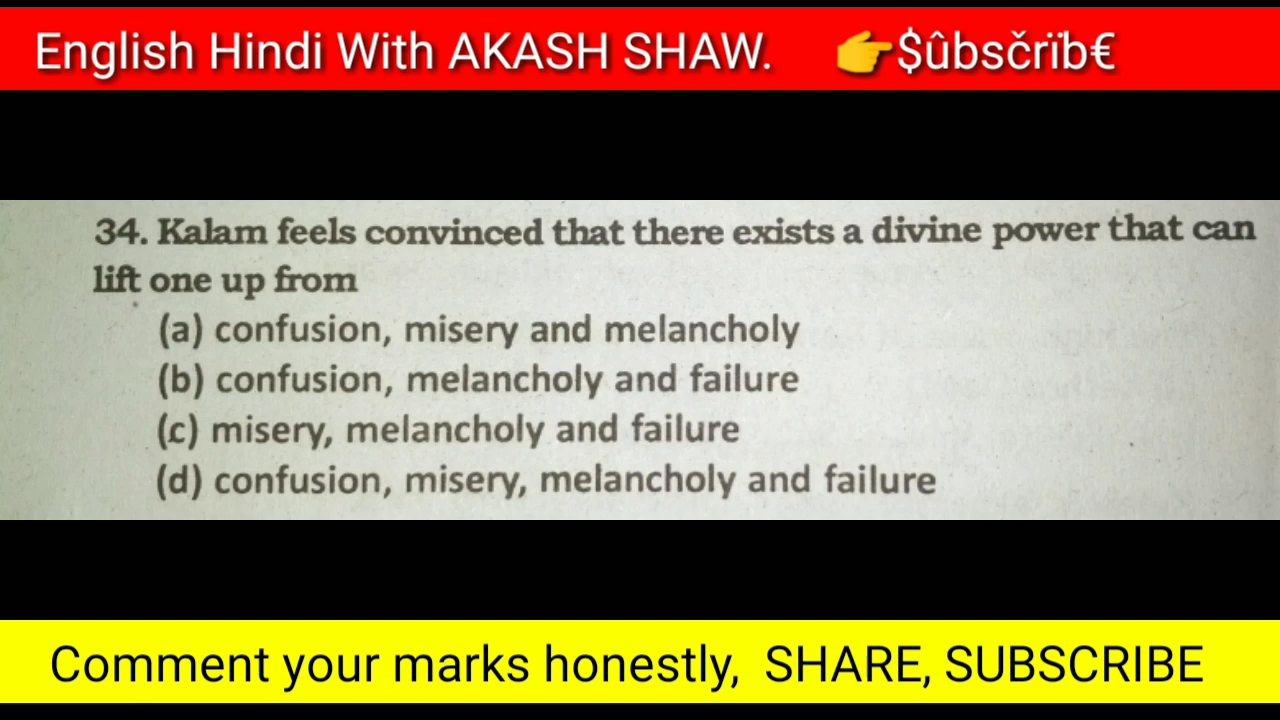 English Hindi With AKASH SHAW. 👉$ûbsčrïb€
34. Kalam feels convinced that there exists a divine power that can
lift one up from
(a) confusion, misery and melancholy
(b) confusion, melancholy and failure
(c) misery, melancholy and failure
(d) confusion, misery, melancholy and failure
Comment your marks honestly, SHARE, SUBSCRIBE